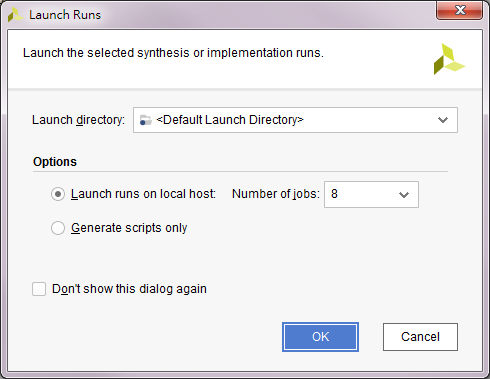 Launch Runs
Launch the selected synthesis or implementation runs.
Launch directory: <Default Launch Directory>
Options
Launch runs on local host: Number of jobs: 8
Generate scripts only
Don't show this dialog again
OK Cancel